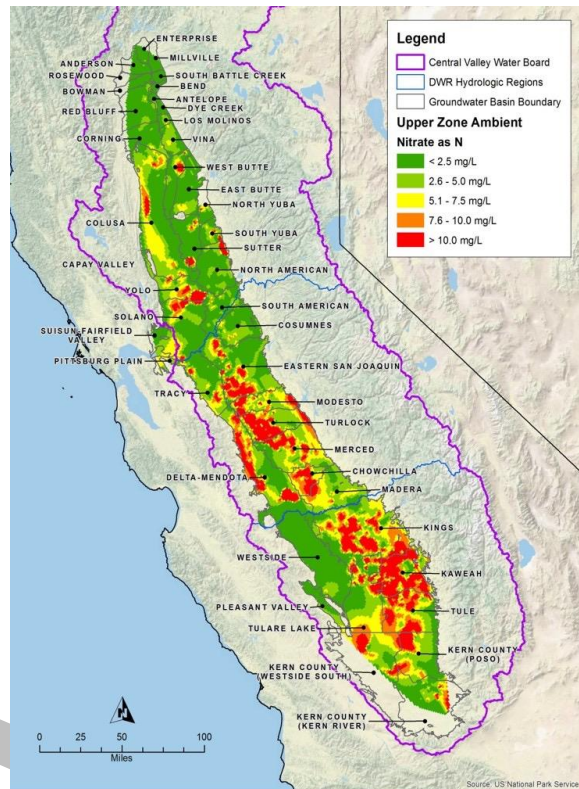 ENTERPRISE
ANDERSON
MILLVILLE
ROSEWOOD
SOUTH BATTLE CREEK
BEND
BOWMAN
ANTELOPE
DYE CREEK
RED BLUFF
LOS MOLINOS
CORNING
VINA
WEST BUTTE
EAST BUTTE
NORTH YUBA
COLUSA
SOUTH YUBA
SUTTER
CAPAY VALLEY
NORTH AMERICAN
YOLO
SOUTH AMERICAN
SOLANO
COSUMNES
SUISUN-FAIRFIELD
VALLEY
PITTSBURG PLAIN
EASTERN SAN JOAQUIN
TRACY
MODESTO
TURLOCK
MERCED
DELTA-MENDOTA
CHOWCHILLA
MADERA
KINGS
WESTSIDE
KAWEAH
PLEASANT VALLEY
TULE
TULARE LAKE
KERN COUNTY
(POSO)
KERN COUNTY
(WESTSIDE SOUTH)
KERN COUNTY
(KERN RIVER)
Legend
Central Valley Water Board
DWR Hydrologic Regions
Groundwater Basin Boundary
Upper Zone Ambient
Nitrate as N
< 2.5 mg/L
2.6 - 5.0 mg/L
5.1 - 7.5 mg/L
7.6 - 10.0 mg/L
> 10.0 mg/L
0 25 50 100
Miles
Source: US National Park Service